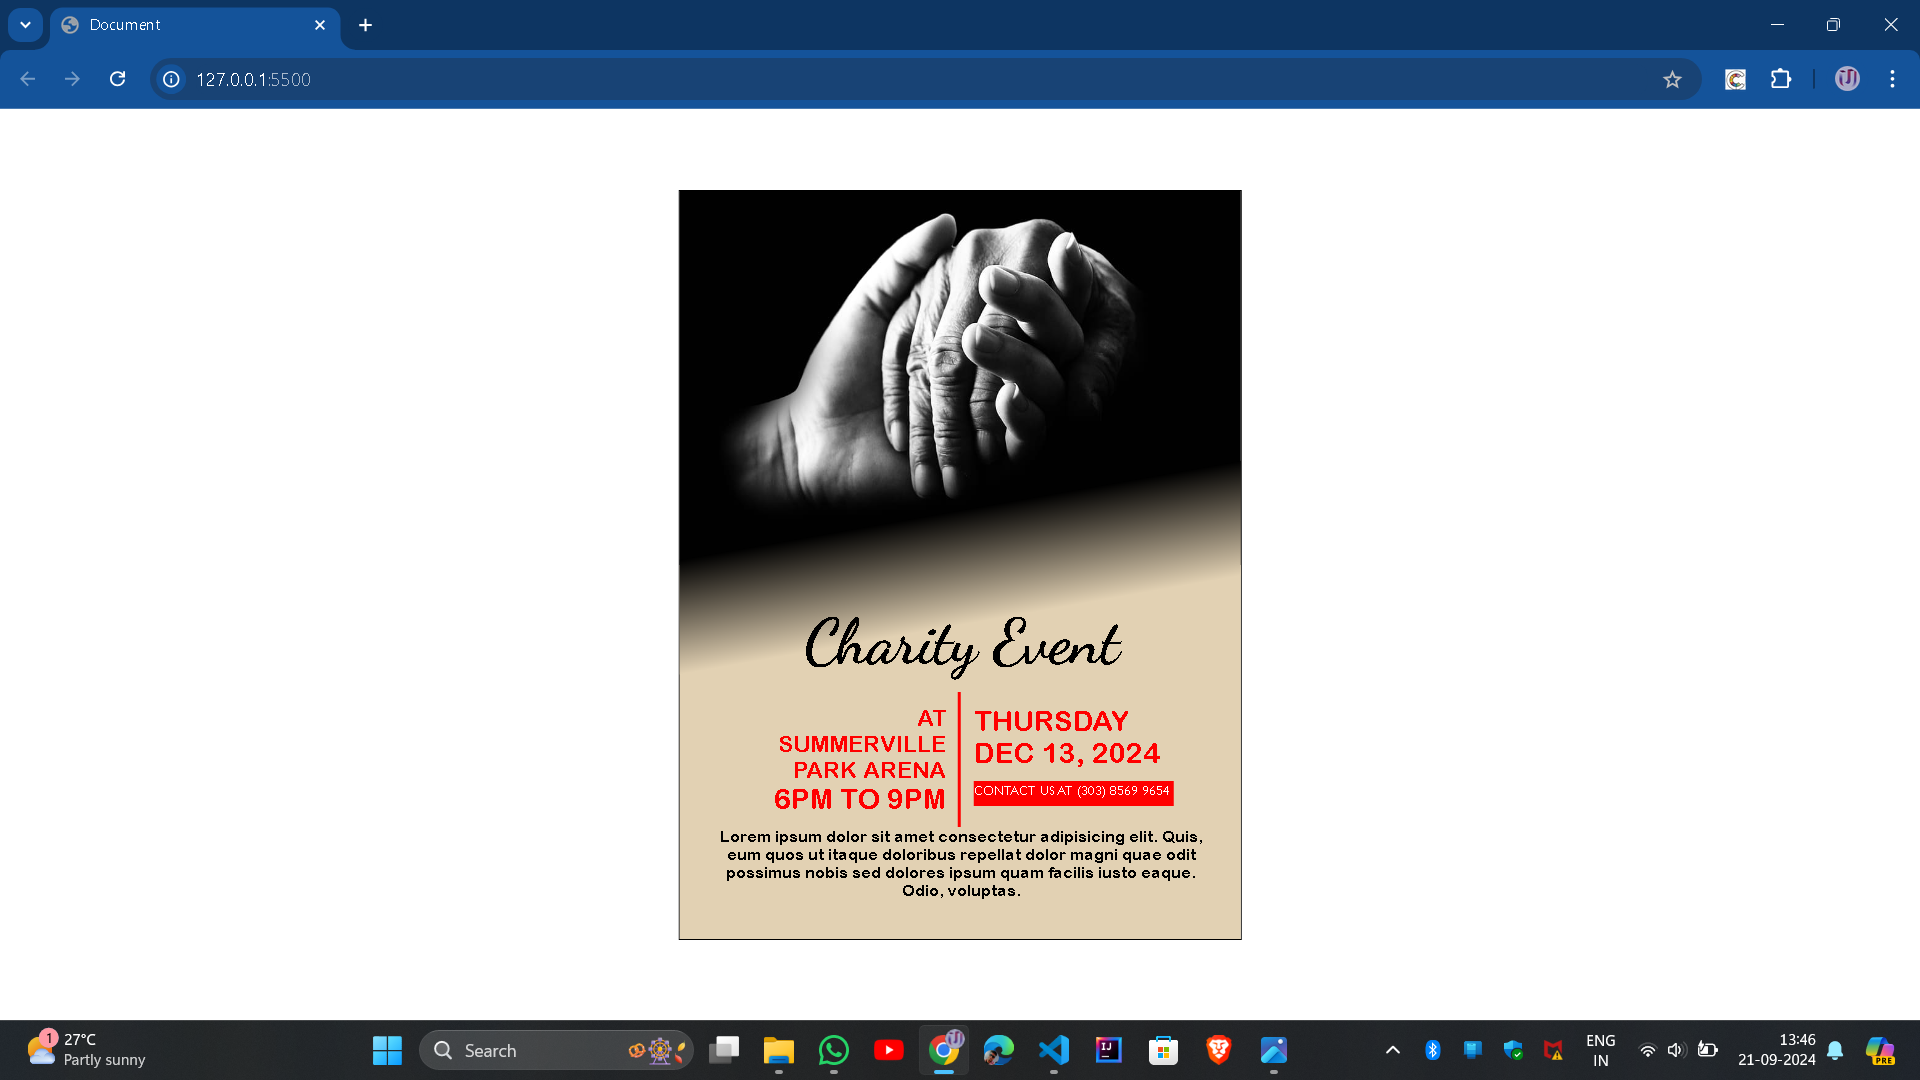 Document
127.0.0.1:5500
Charity Event
AT
SUMMERVILLE
PARK ARENA
6PM TO 9PM
THURSDAY
DEC 13, 2024
CONTACT US AT (303) 8569 9654
Lorem ipsum dolor sit amet consectetur adipisicing elit. Quis,
eum quos ut itaque doloribus repellat dolor magni quae odit
possimus nobis sed dolores ipsum quam facilis iusto eaque.
Odio, voluptas.
1
27°C
Partly sunny
Search
IJ
PRE
ENG
IN
13:46
21-09-2024